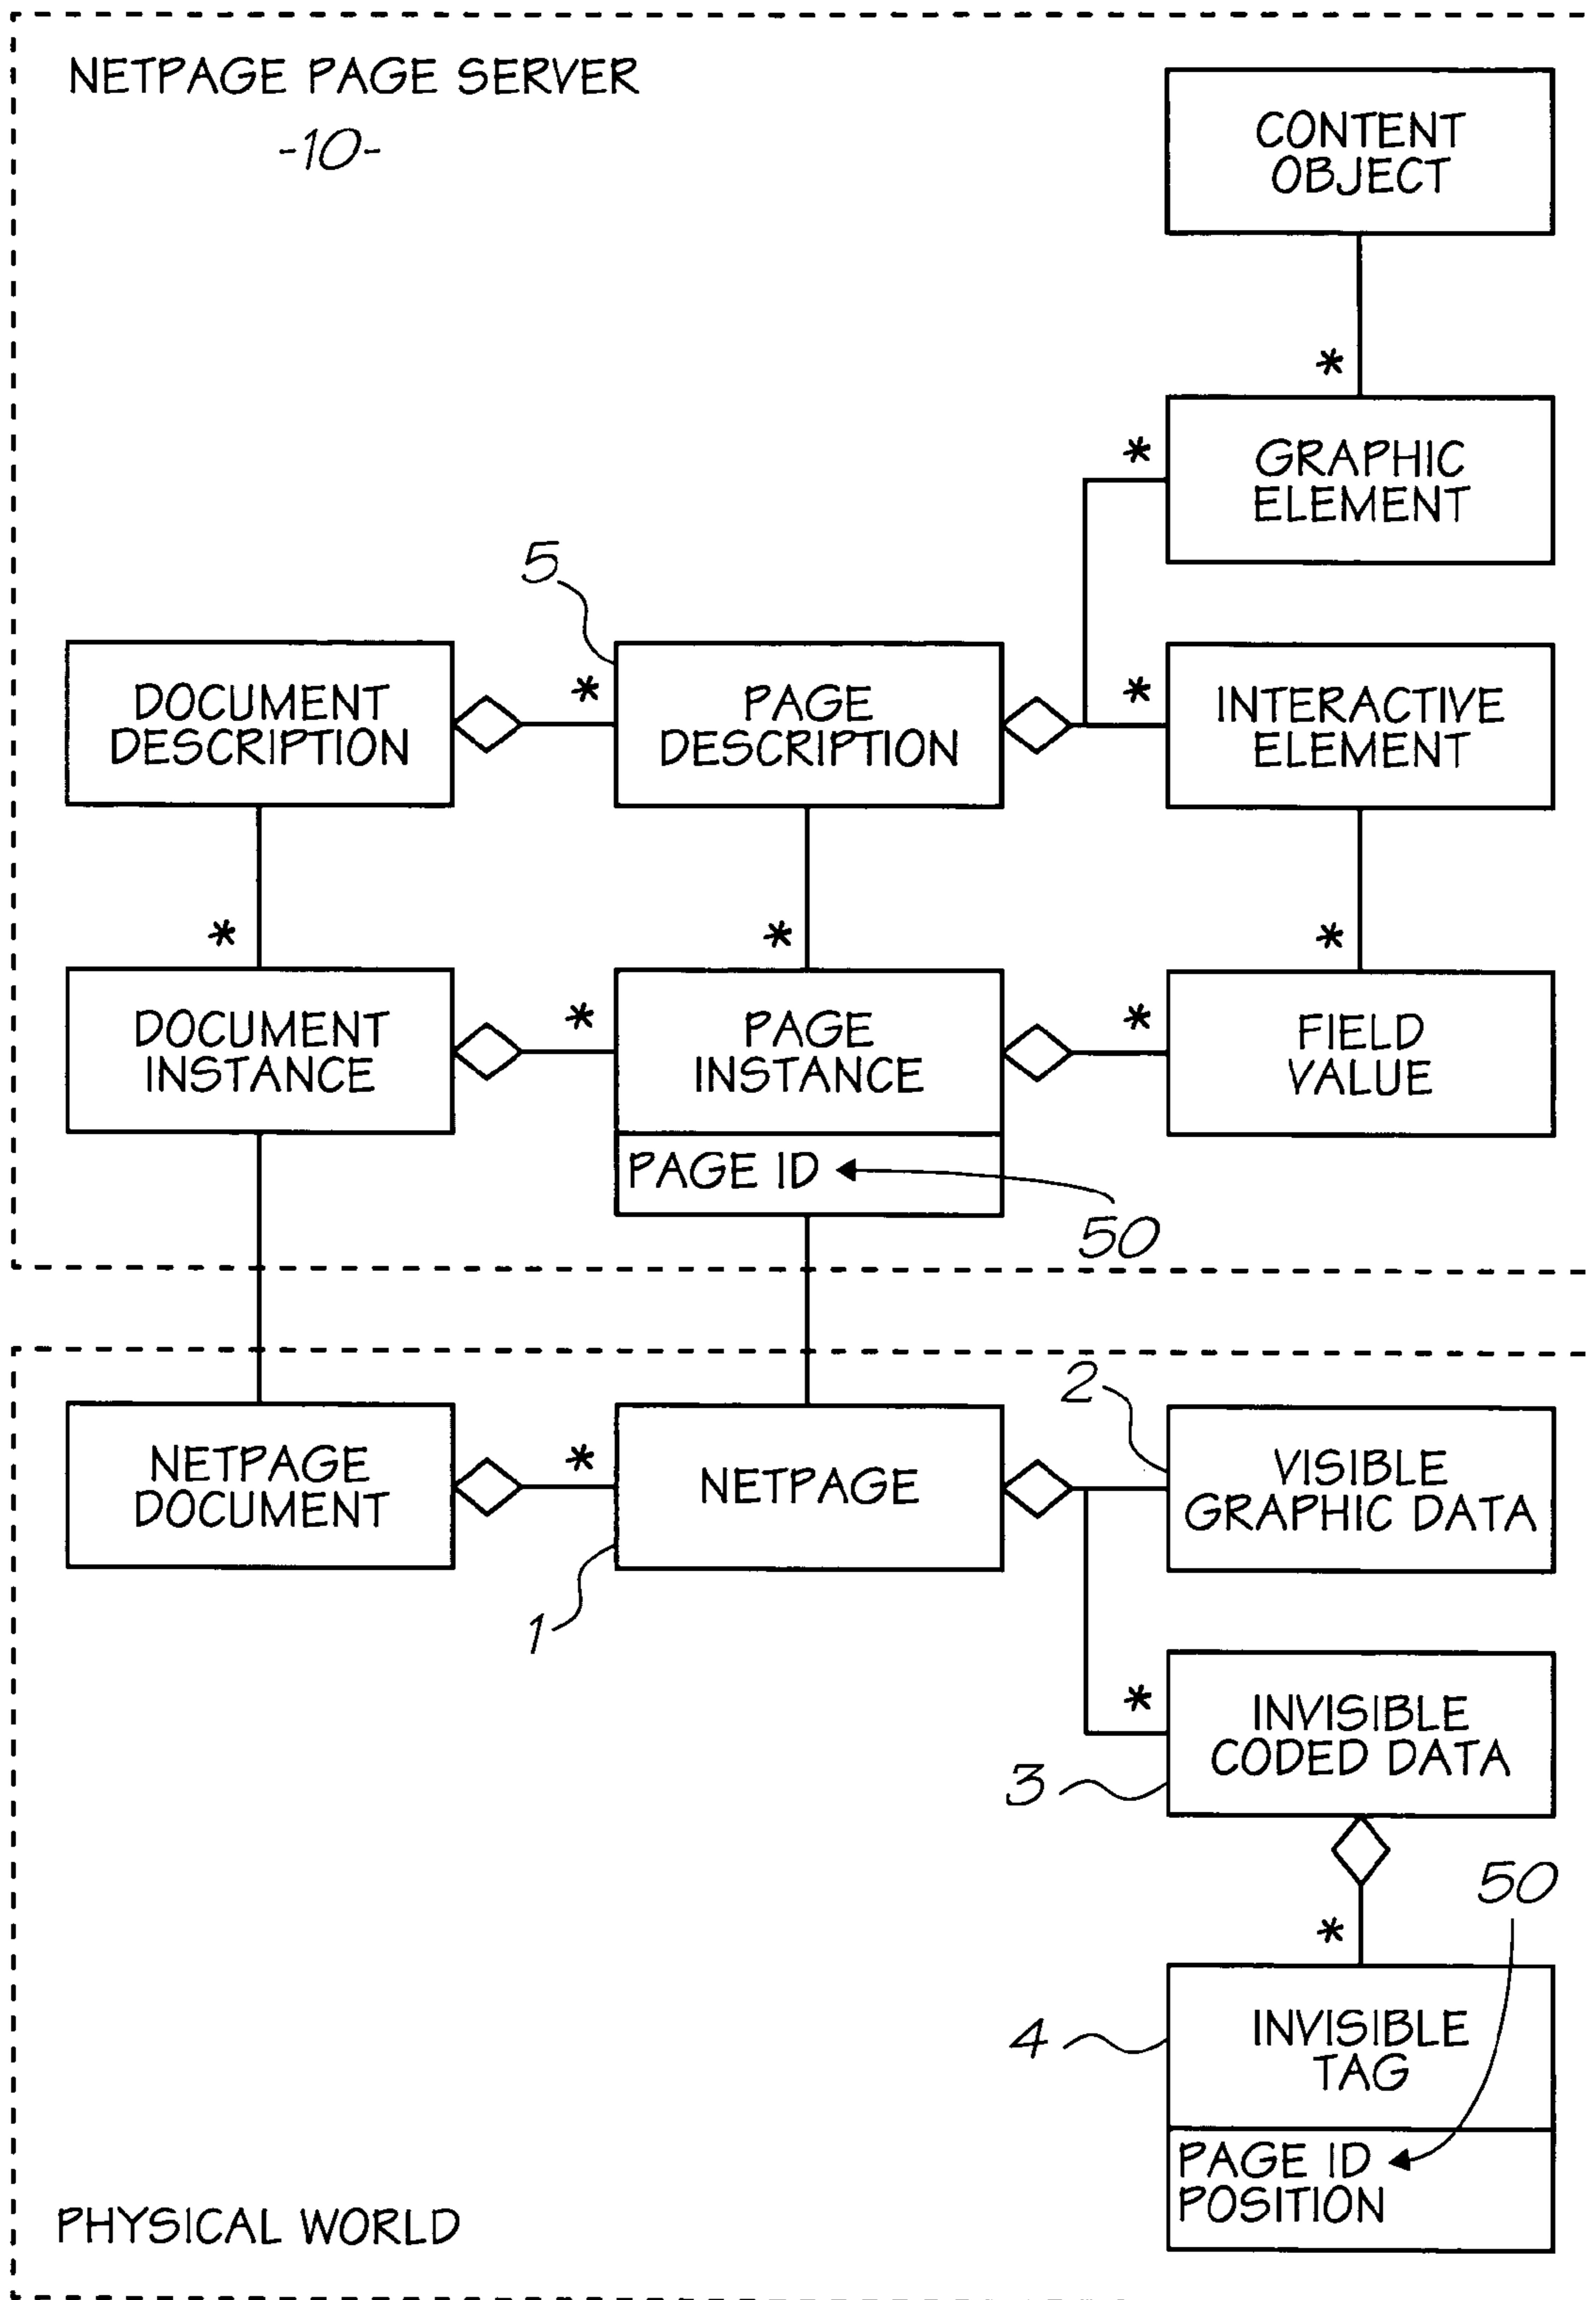 NETPAGE PAGE SERVER
-10-
CONTENT
OBJECT
*
*
GRAPHIC
ELEMENT
5
DOCUMENT
DESCRIPTION
*
PAGE
DESCRIPTION
*
INTERACTIVE
ELEMENT
*
*
*
DOCUMENT
INSTANCE
*
PAGE
INSTANCE
*
FIELD
VALUE
PAGE ID
50
2
NETPAGE
DOCUMENT
*
NETPAGE
VISIBLE
GRAPHIC DATA
1
*
INVISIBLE
CODED DATA
3
50
*
4
INVISIBLE
TAG
PAGE ID
POSITION
PHYSICAL WORLD